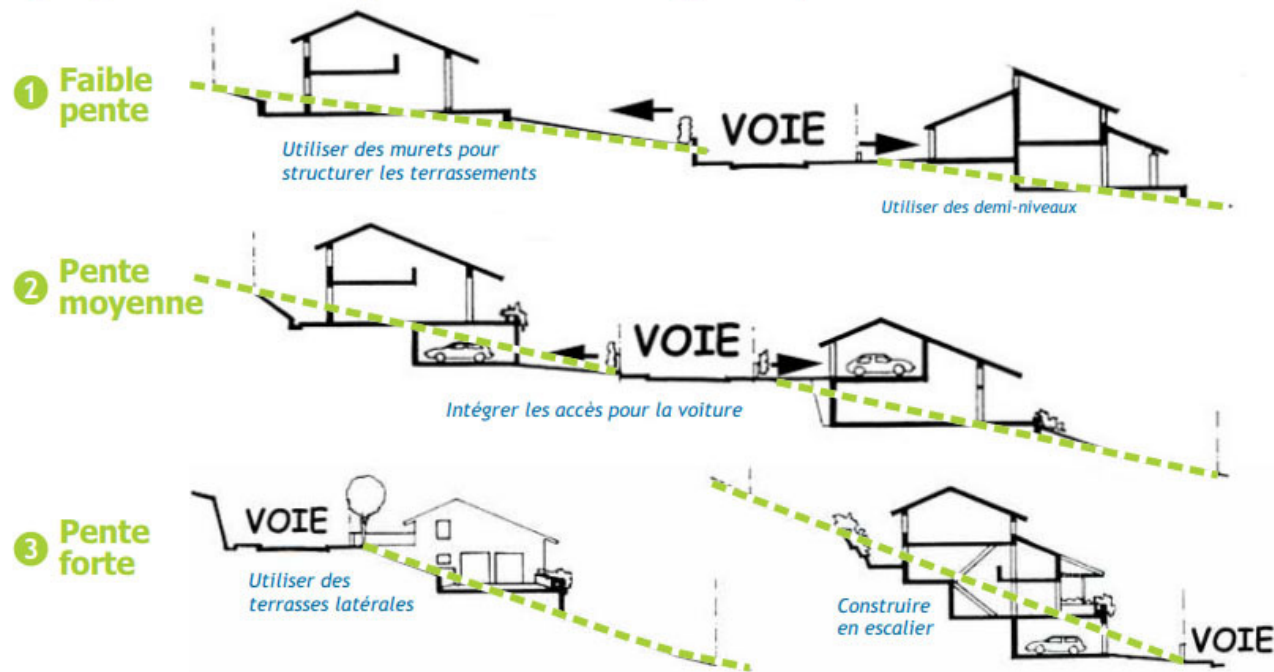 1 Faible
pente
Utiliser des murets pour
structurer les terrassements
VOIE
Utiliser des demi-niveaux
2 Pente
moyenne
VOIE
Intégrer les accès pour la voiture
3 Pente
forte
VOIE
Utiliser des
terrasses latérales
Construire
en escalier
VOIE